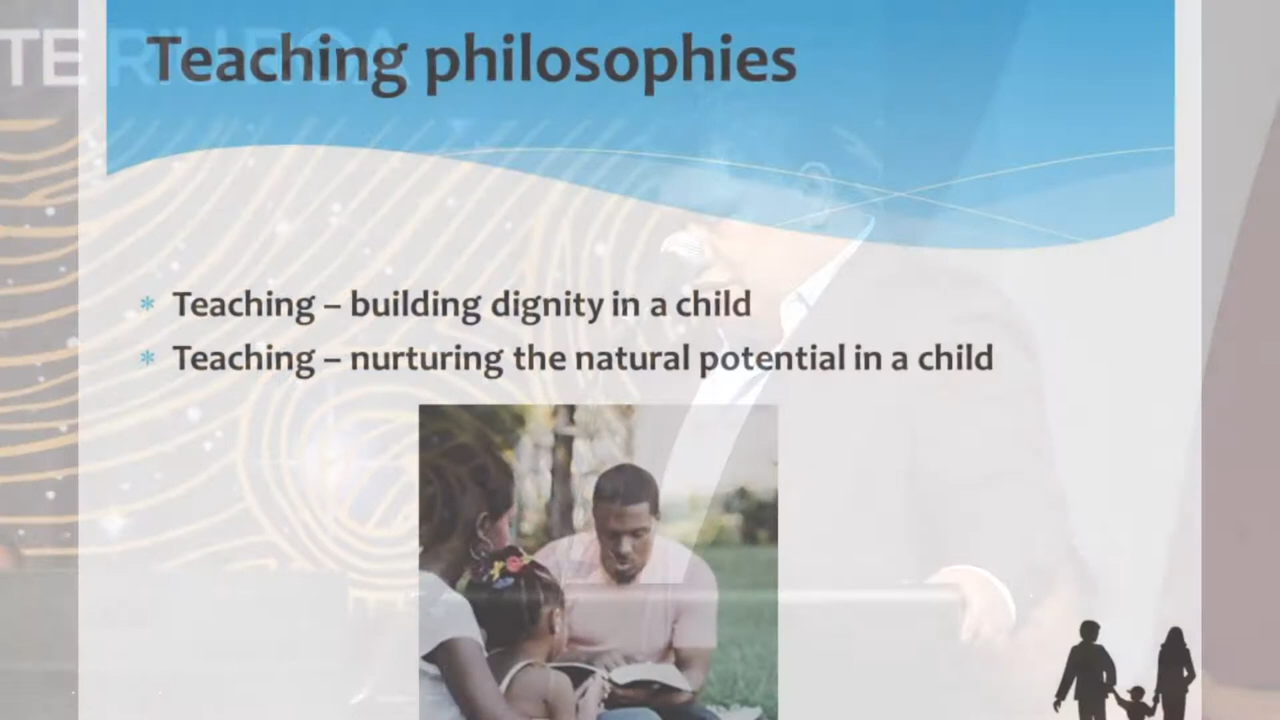 Teaching philosophies
Teaching – building dignity in a child
Teaching – nurturing the natural potential in a child